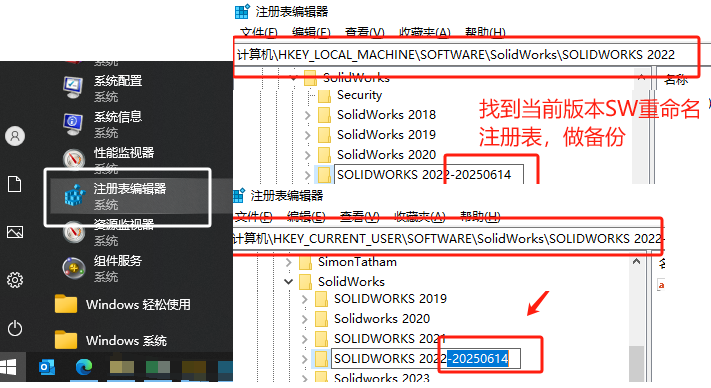 系统配置
系统
系统信息
系统
性能监视器
系统
注册表编辑器
系统
资源监视器
系统
组件服务
系统
Windows 轻松使用
Windows 系统
注册表编辑器
文件(F) 编辑(E) 查看(V) 收藏夹(A) 帮助(H)
计算机\HKEY_LOCAL_MACHINE\SOFTWARE\SolidWorks\SOLIDWORKS 2022
SolidWorks
名称
Security
SolidWorks 2018
SolidWorks 2019
SolidWorks 2020
SOLIDWORKS 2022-20250614
找到当前版本SW重命名
注册表，做备份
注册表编辑器
文件(F) 编辑(E) 查看(V) 收藏夹(A) 帮助(H)
计算机\HKEY_CURRENT_USER\SOFTWARE\SolidWorks\SOLIDWORKS 2022-
SimonTatham
SolidWorks
SOLIDWORKS 2019
Solidworks 2020
SOLIDWORKS 2021
SOLIDWORKS 2022-20250614
Solidworks 2023